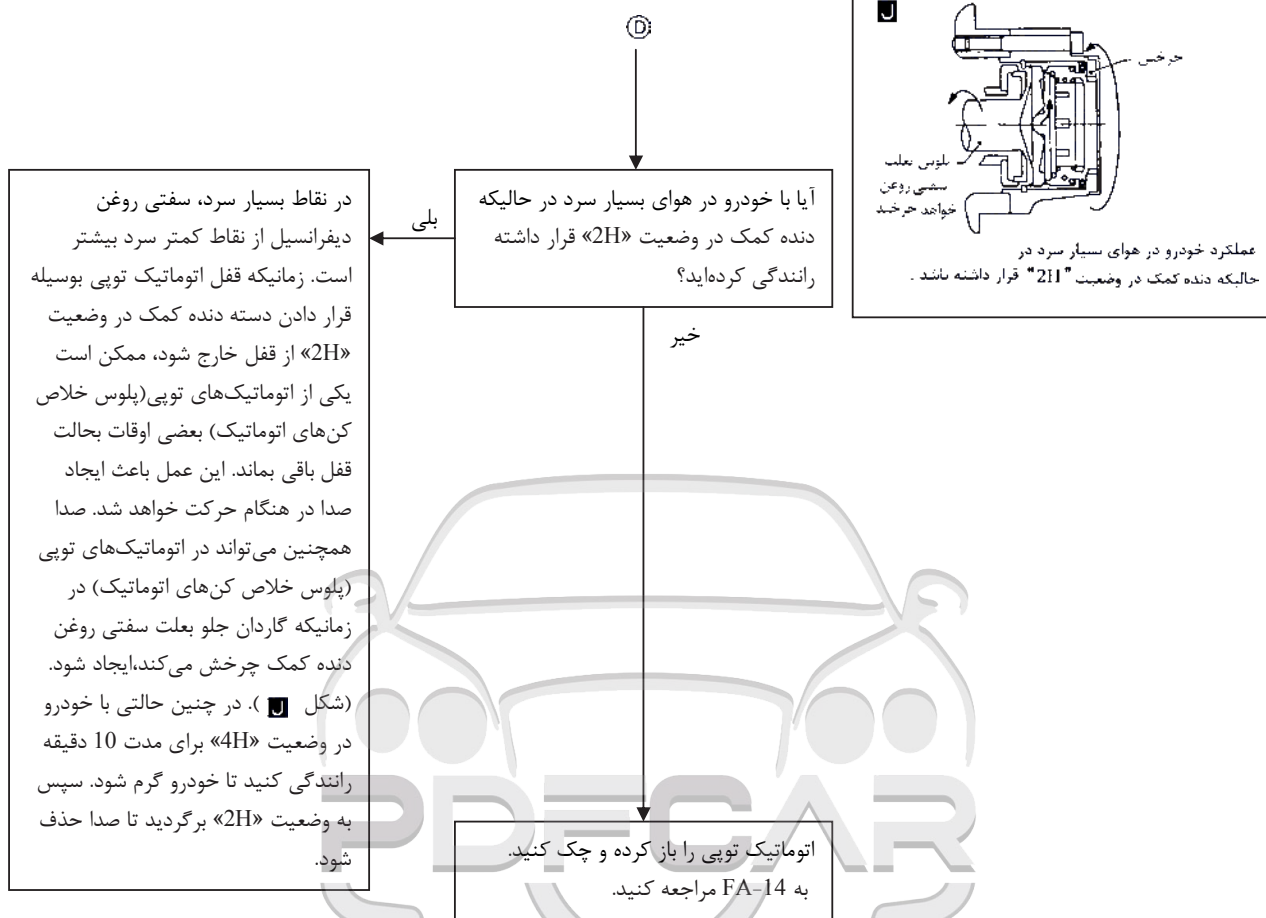 D
آیا با خودرو در هوای بسیار سرد در حالیکه
دنده کمک در وضعیت «2H» قرار داشته
رانندگی کرده‌اید؟
بلی
خیر
در نقاط بسیار سرد، سفتی روغن
دیفرانسیل از نقاط کمتر سرد بیشتر
است. زمانیکه قفل اتوماتیک توپی بوسیله
قرار دادن دسته دنده کمک در وضعیت
«2H» از قفل خارج شود، ممکن است
یکی از اتوماتیک‌های توپی(پلوس خلاص
کن‌های اتوماتیک) بعضی اوقات بحالت
قفل باقی بماند. این عمل باعث ایجاد
صدا در هنگام حرکت خواهد شد. صدا
همچنین می‌تواند در اتوماتیک‌های توپی
(پلوس خلاص کن‌های اتوماتیک) در
زمانیکه گاردان جلو بعلت سفتی روغن
دنده کمک چرخش می‌کند،ایجاد شود.
(شکل ل ). در چنین حالتی با خودرو
در وضعیت «4H» برای مدت 10 دقیقه
رانندگی کنید تا خودرو گرم شود. سپس
به وضعیت «2H» برگردید تا صدا حذف
شود.
اتوماتیک توپی را باز کرده و چک کنید.
به FA-14 مراجعه کنید.
ل
چرخش
پلوس بعلت
سفتی روغن
خواهد چرخید
عملکرد خودرو در هوای بسیار سرد در
حالیکه دنده کمک در وضعیت "2H" قرار داشته باشد .
PDFCAR